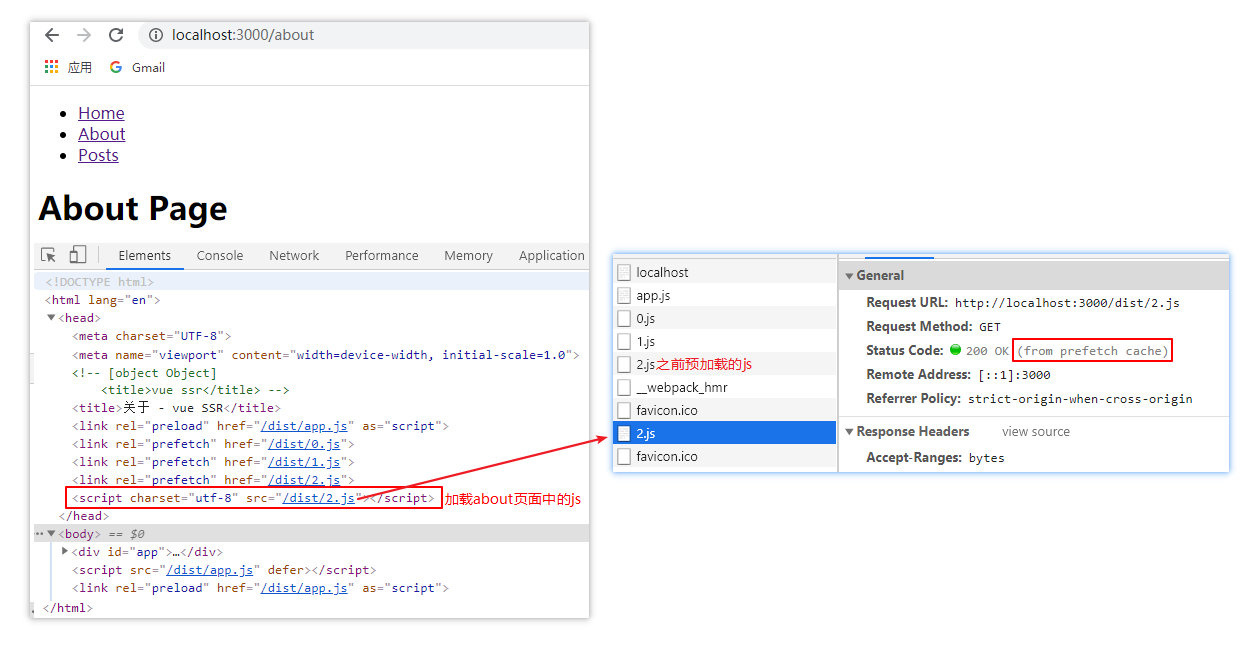 localhost:3000/about
应用 Gmail
Home
About
Posts
About Page
Elements Console Network Performance Memory Application
<!DOCTYPE html>
<html lang="en">
<head>
<meta charset="UTF-8">
<meta name="viewport" content="width=device-width, initial-scale=1.0">
<!-- [object Object]
<title>vue ssr</title> -->
<title>关于 - vue SSR</title>
<link rel="preload" href="/dist/app.js" as="script">
<link rel="prefetch" href="/dist/0.js">
<link rel="prefetch" href="/dist/1.js">
<link rel="prefetch" href="/dist/2.js">
<script charset="utf-8" src="/dist/2.js"></script> 加载about页面中的js
</head>
<body> == $0
<div id="app">…</div>
<script src="/dist/app.js" defer></script>
<link rel="preload" href="/dist/app.js" as="script">
</html>
localhost
app.js
0.js
1.js
2.js之前预加载的js
__webpack_hmr
favicon.ico
2.js
favicon.ico
General
Request URL: http://localhost:3000/dist/2.js
Request Method: GET
Status Code: 200 OK (from prefetch cache)
Remote Address: [::1]:3000
Referrer Policy: strict-origin-when-cross-origin
Response Headers view source
Accept-Ranges: bytes